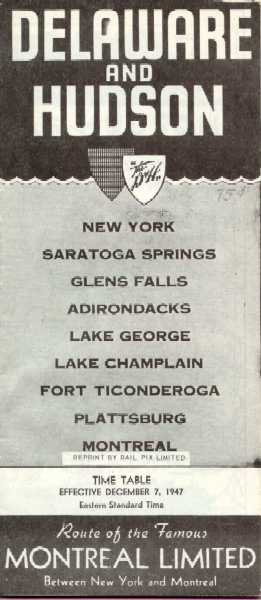 DELAWARE
AND
HUDSON
"The
D&H"
NEW YORK
SARATOGA SPRINGS
GLENS FALLS
ADIRONDACKS
LAKE GEORGE
LAKE CHAMPLAIN
FORT TICONDEROGA
PLATTSBURG
MONTREAL
REPRINT BY RAIL PIX LIMITED
TIME TABLE
EFFECTIVE DECEMBER 7, 1947
Eastern Standard Time
Route of the Famous
MONTREAL LIMITED
Between New York and Montreal